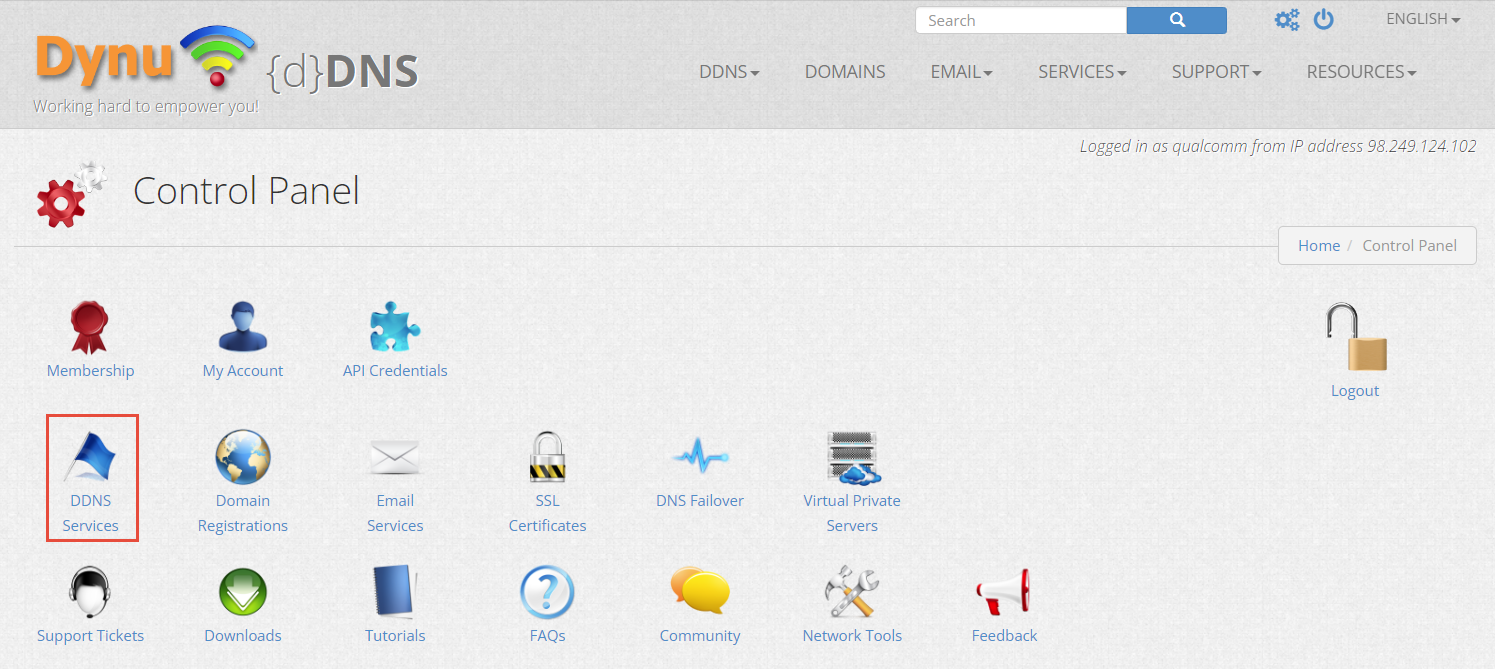 Search
ENGLISH
Dynu {d}DNS
Working hard to empower you!
DDNS DOMAINS EMAIL SERVICES SUPPORT RESOURCES
Logged in as qualcomm from IP address 98.249.124.102
Control Panel
Home / Control Panel
Membership
My Account
API Credentials
Logout
DDNS
Services
Domain
Registrations
Email
Services
SSL
Certificates
DNS Failover
Virtual Private
Servers
Support Tickets
Downloads
Tutorials
?
FAQs
Community
Network Tools
Feedback